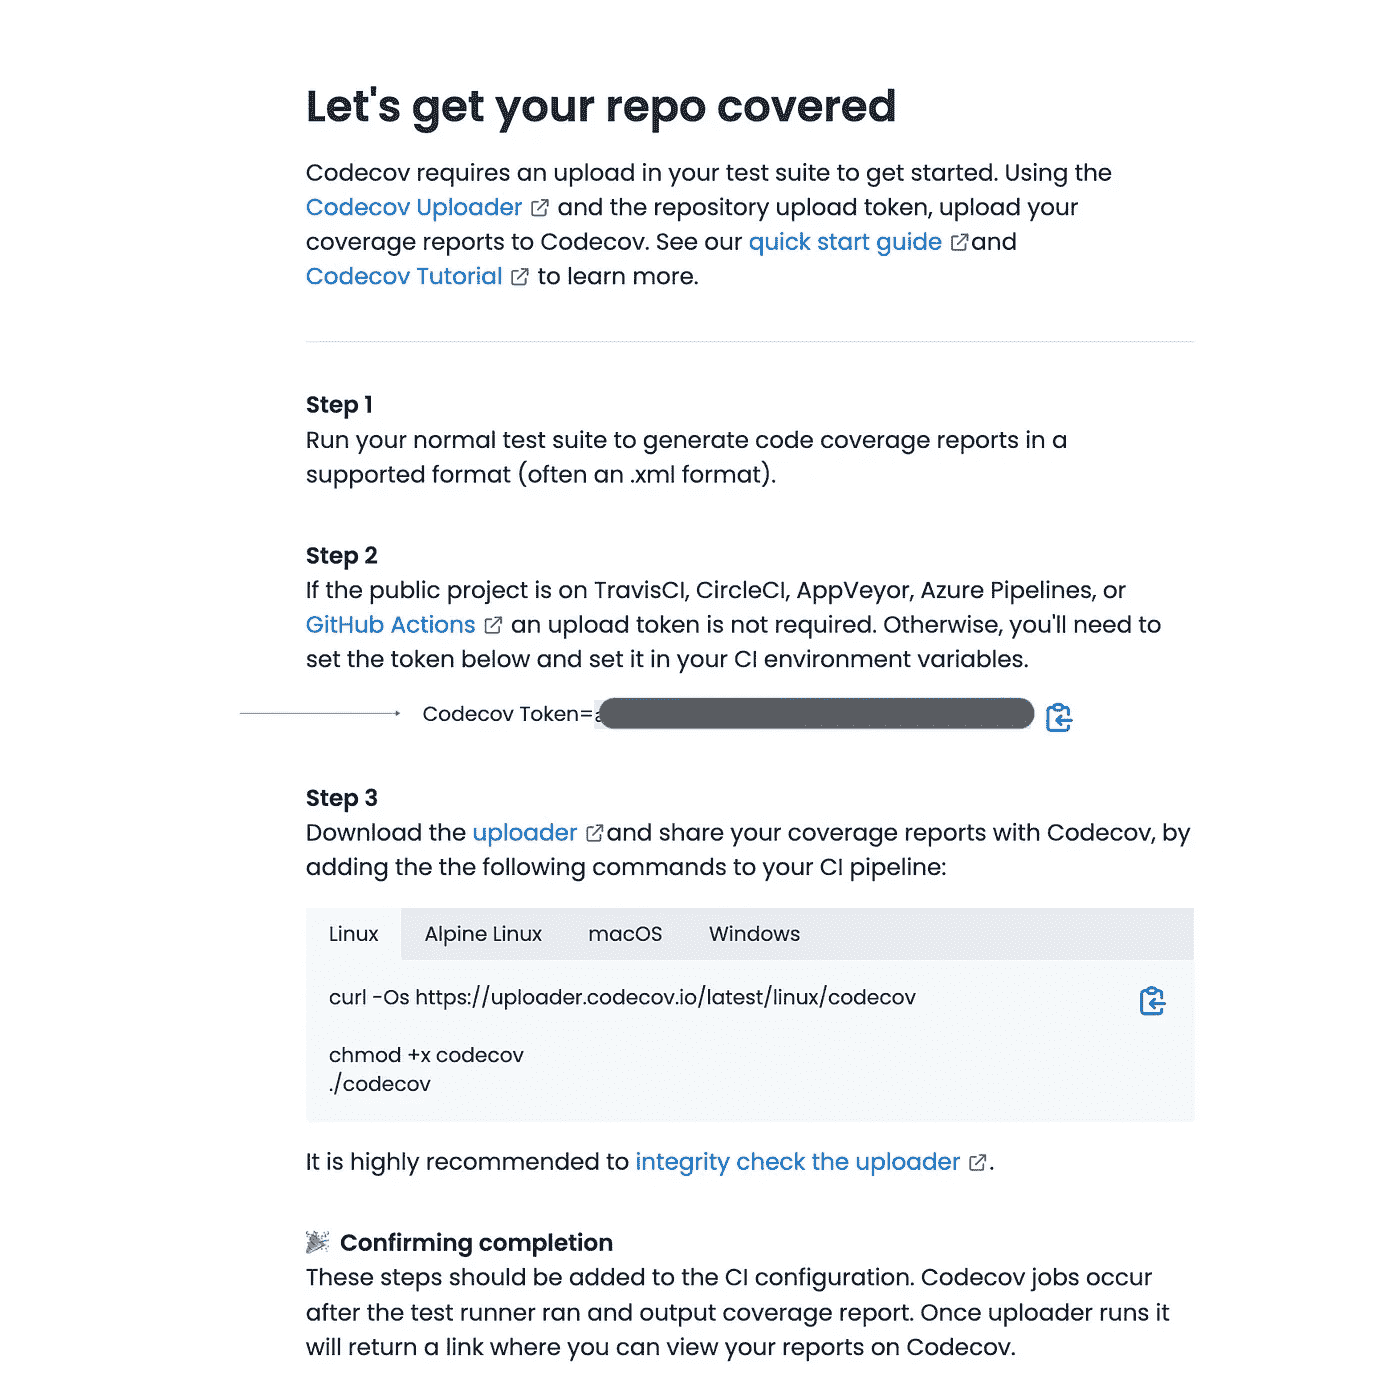 Let's get your repo covered
Codecov requires an upload in your test suite to get started. Using the
Codecov Uploader and the repository upload token, upload your
coverage reports to Codecov. See our quick start guide and
Codecov Tutorial to learn more.
Step 1
Run your normal test suite to generate code coverage reports in a
supported format (often an .xml format).
Step 2
If the public project is on TravisCI, CircleCI, AppVeyor, Azure Pipelines, or
GitHub Actions an upload token is not required. Otherwise, you'll need to
set the token below and set it in your CI environment variables.
Codecov Token=
Step 3
Download the uploader and share your coverage reports with Codecov, by
adding the the following commands to your CI pipeline:
Linux Alpine Linux macOS Windows
curl -Os https://uploader.codecov.io/latest/linux/codecov
chmod +x codecov
./codecov
It is highly recommended to integrity check the uploader .
Confirming completion
These steps should be added to the CI configuration. Codecov jobs occur
after the test runner ran and output coverage report. Once uploader runs it
will return a link where you can view your reports on Codecov.